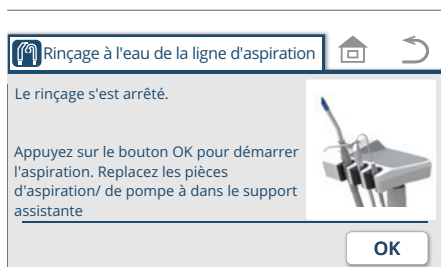 Rinçage à l'eau de la ligne d'aspiration
Le rinçage s'est arrêté.
Appuyez sur le bouton OK pour démarrer
l'aspiration. Replacez les pièces
d'aspiration/ de pompe à dans le support
assistante
OK